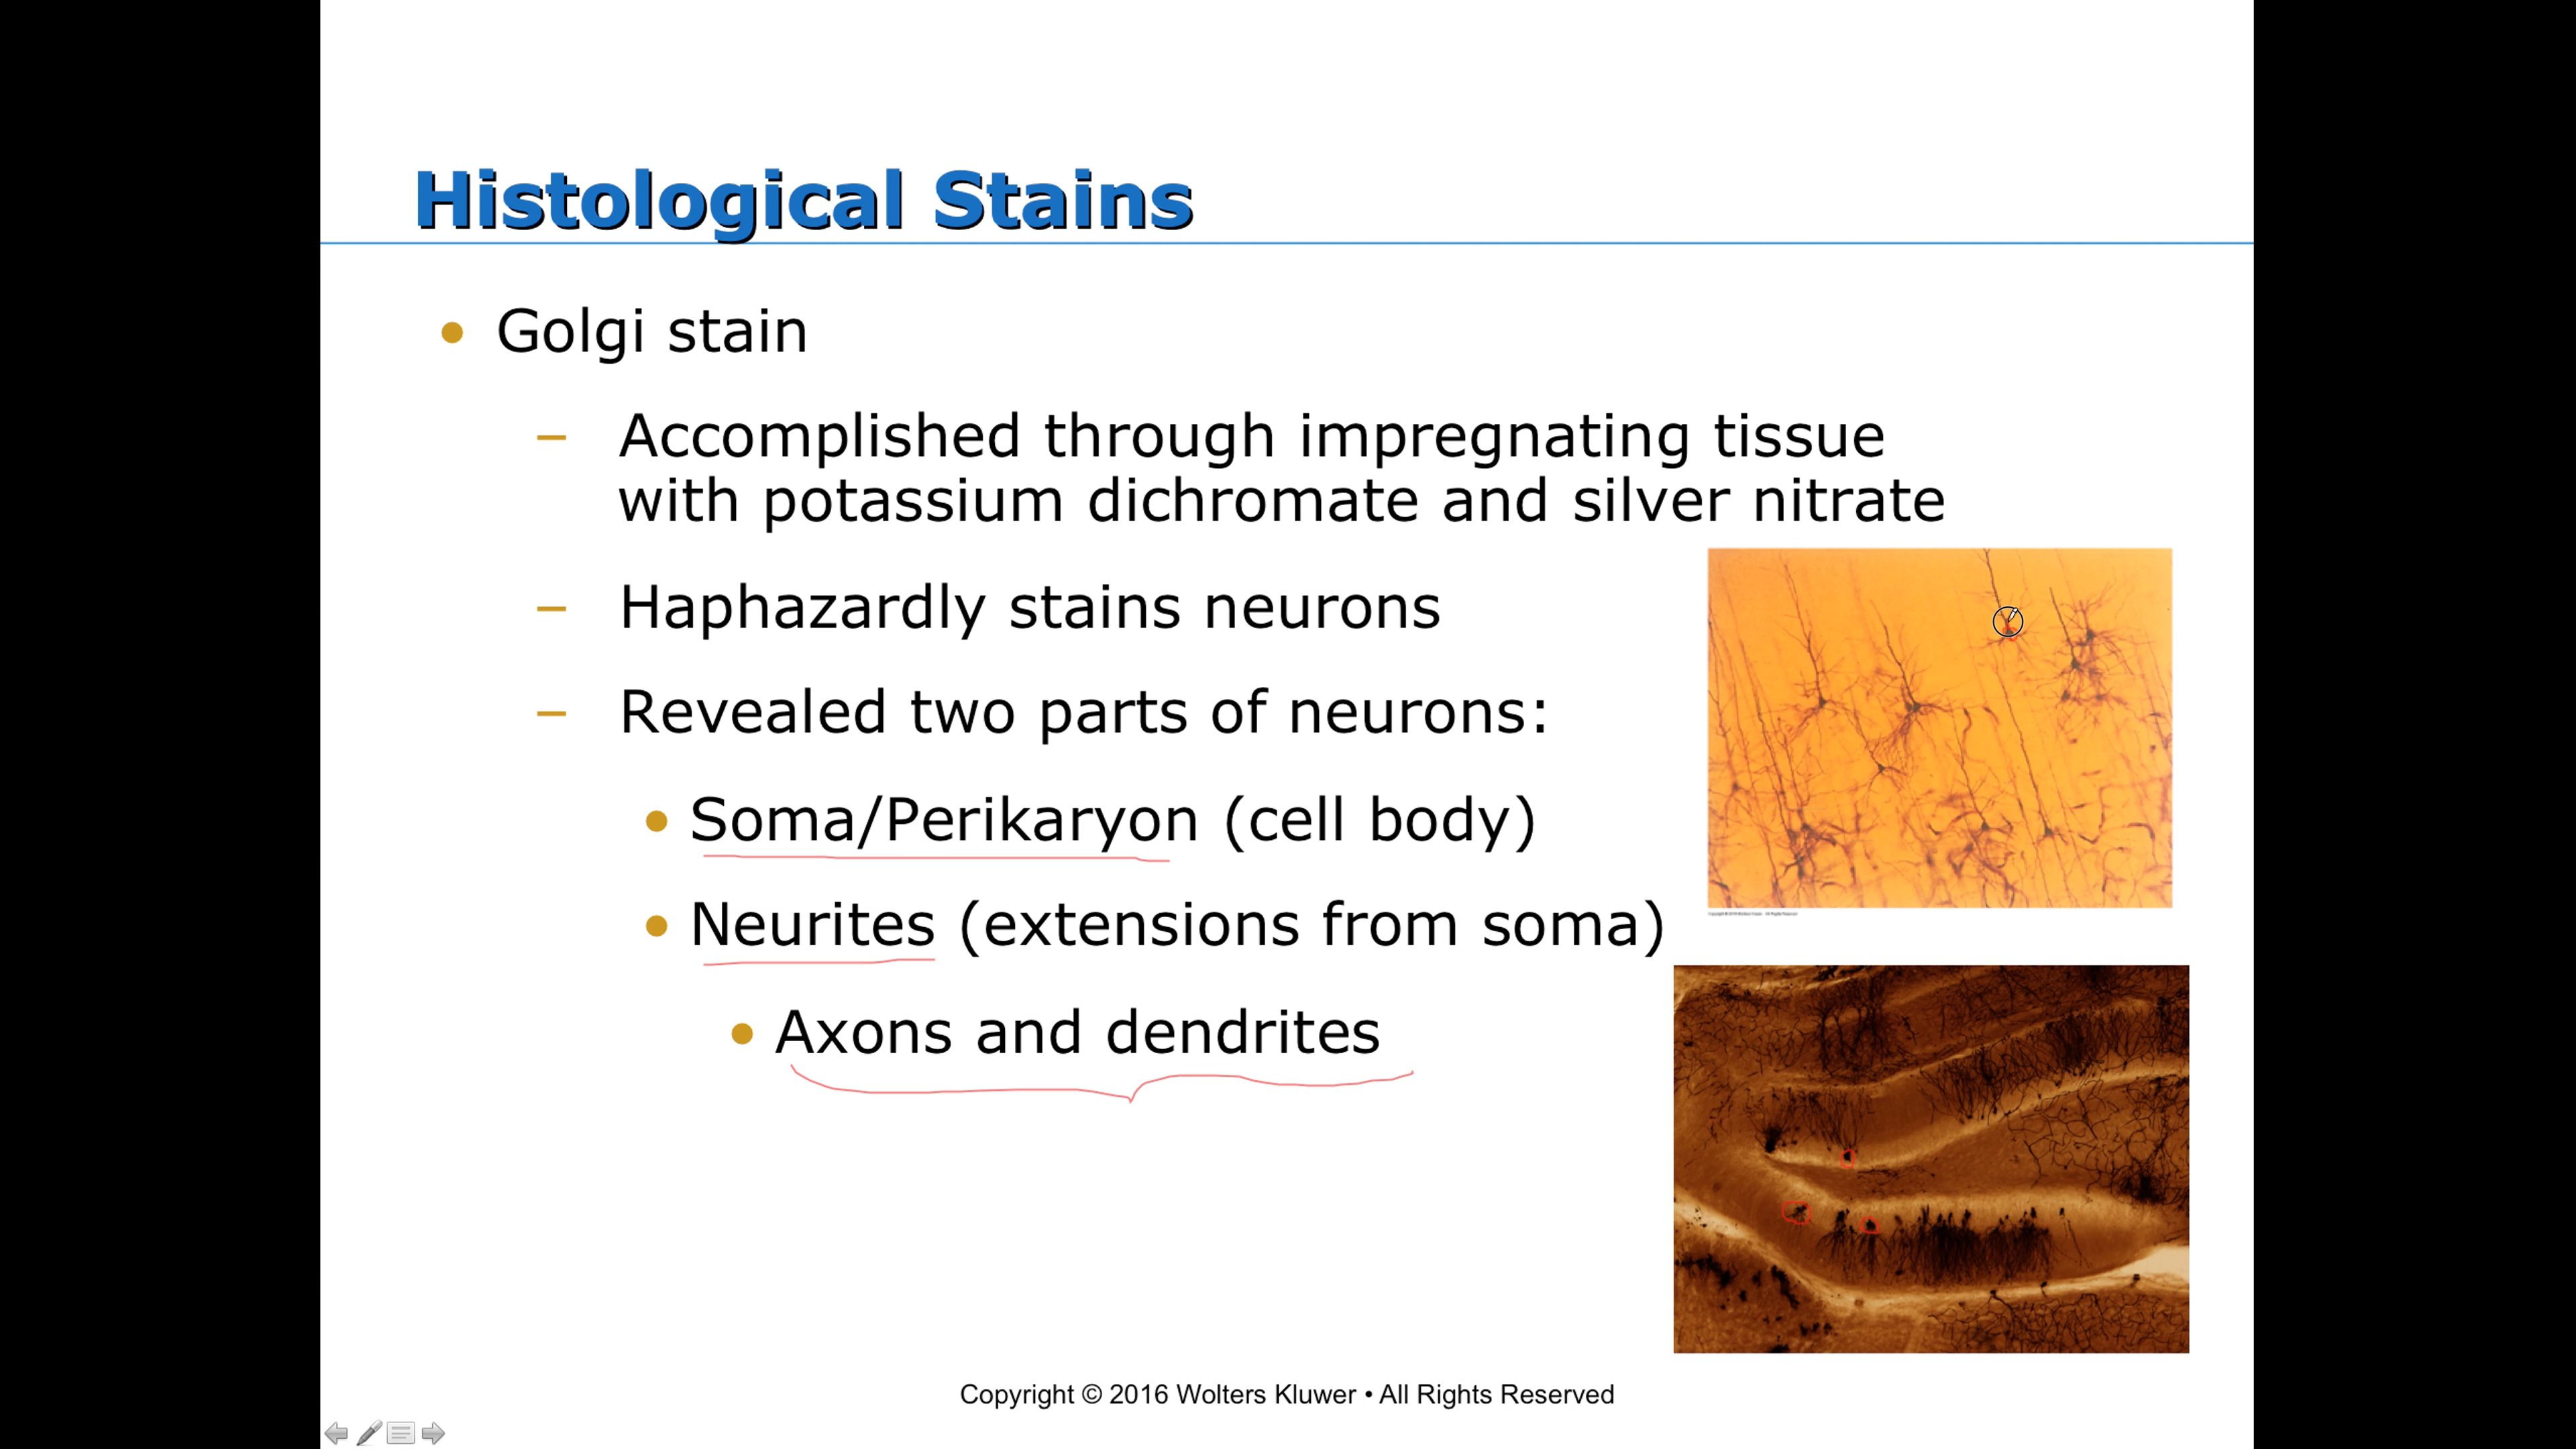 Histological Stains
• Golgi stain
– Accomplished through impregnating tissue
with potassium dichromate and silver nitrate
– Haphazardly stains neurons
– Revealed two parts of neurons:
• Soma/Perikaryon (cell body)
• Neurites (extensions from soma)
• Axons and dendrites
Copyright © 2016 Wolters Kluwer • All Rights Reserved